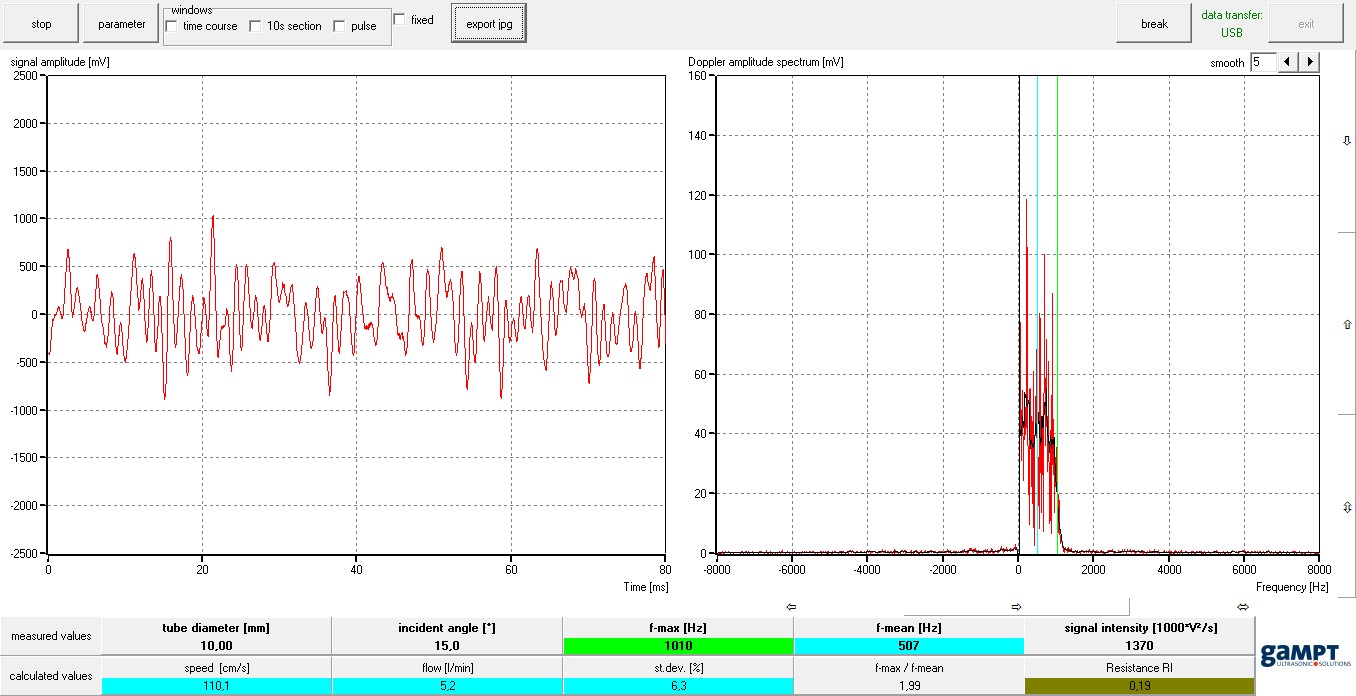 stop
parameter
windows
time course
10s section
pulse
fixed
export jpg
break
data transfer:
USB
exit
signal amplitude [mV]
2500
2000
1500
1000
500
0
-500
-1000
-1500
-2000
-2500
0 20 40 60 80
Time [ms]
Doppler amplitude spectrum [mV]
smooth 5
160
140
120
100
80
60
40
20
0
-8000 -6000 -4000 -2000 0 2000 4000 6000 8000
Frequency [Hz]
measured values
tube diameter [mm] incident angle [°] f-max [Hz] f-mean [Hz] signal intensity [1000*V²/s]
10,00 15,0 1010 507 1370
calculated values
speed [cm/s] flow [l/min] st.dev. [%] f-max / f-mean Resistance RI
110,1 5,2 6,3 1,99 0,19
GAMPT
ULTRASONIC SOLUTIONS